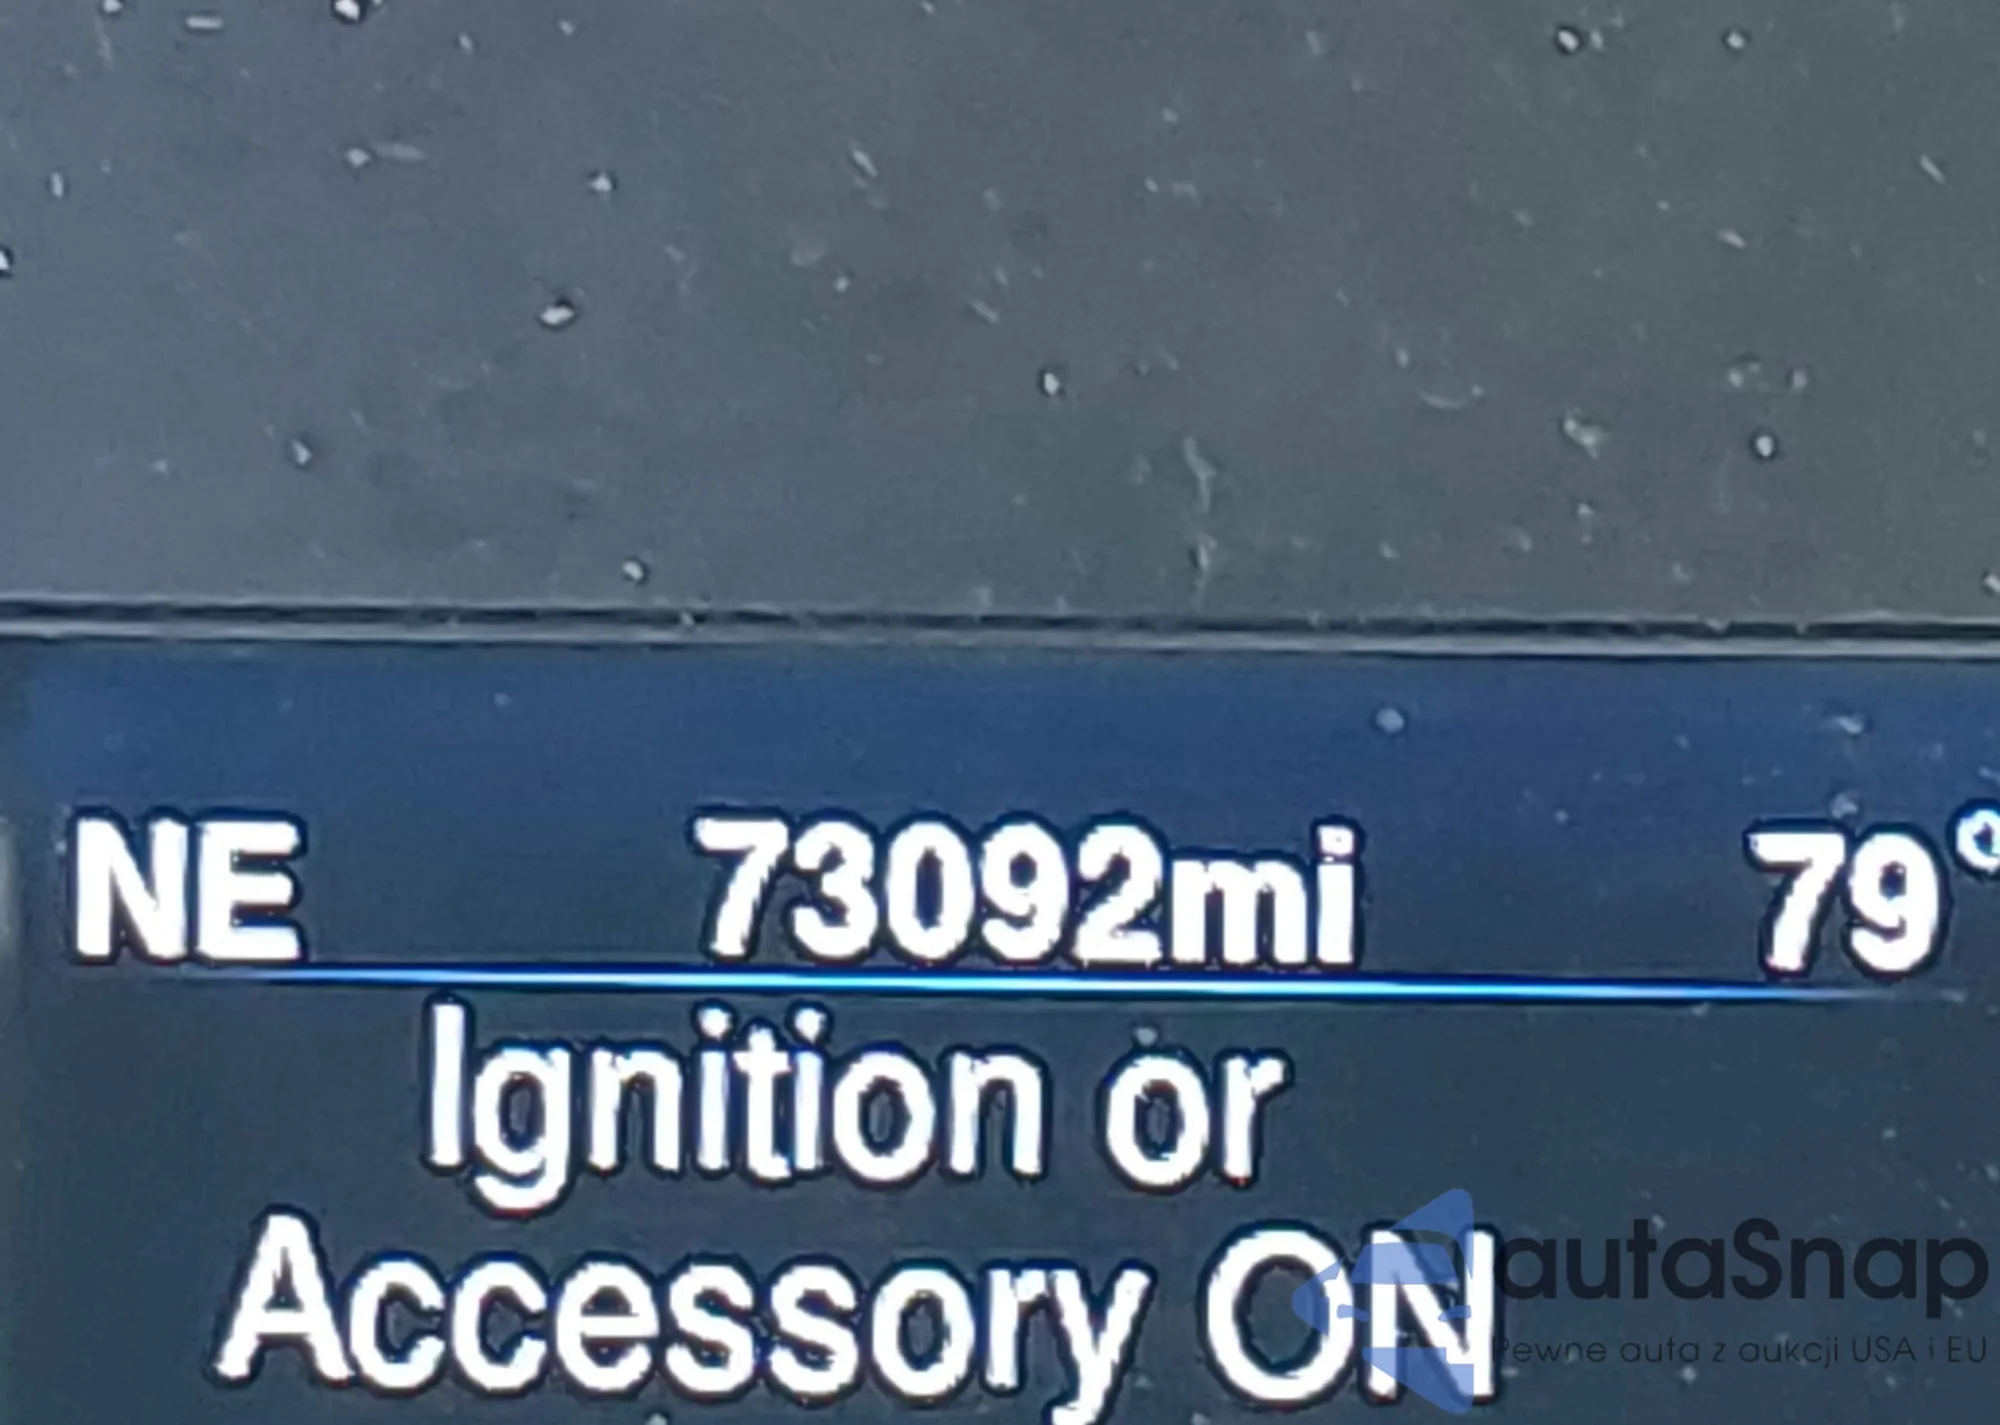 NE 73092mi 79°
Ignition or
Accessory ON
autaSnap
Pewne auta z aukcji USA i EU